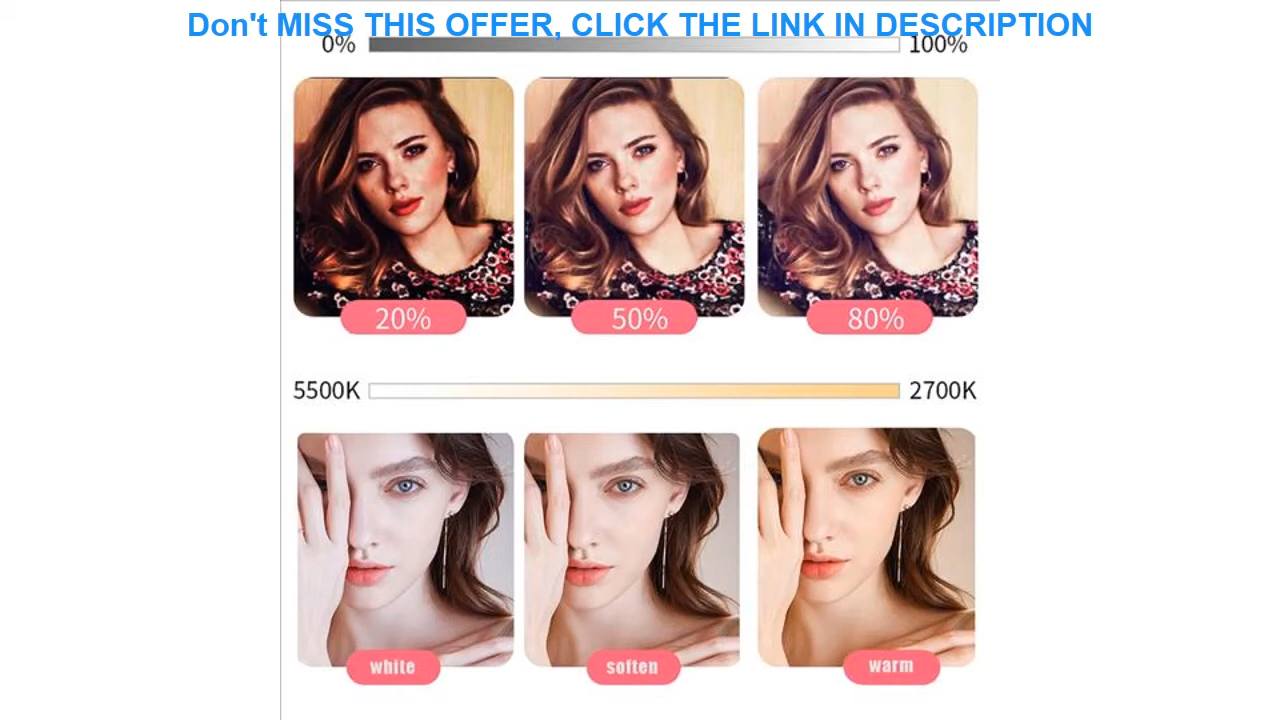 Don't MISS THIS OFFER, CLICK THE LINK IN DESCRIPTION
0% 100%
20% 50% 80%
5500K 2700K
white soften warm